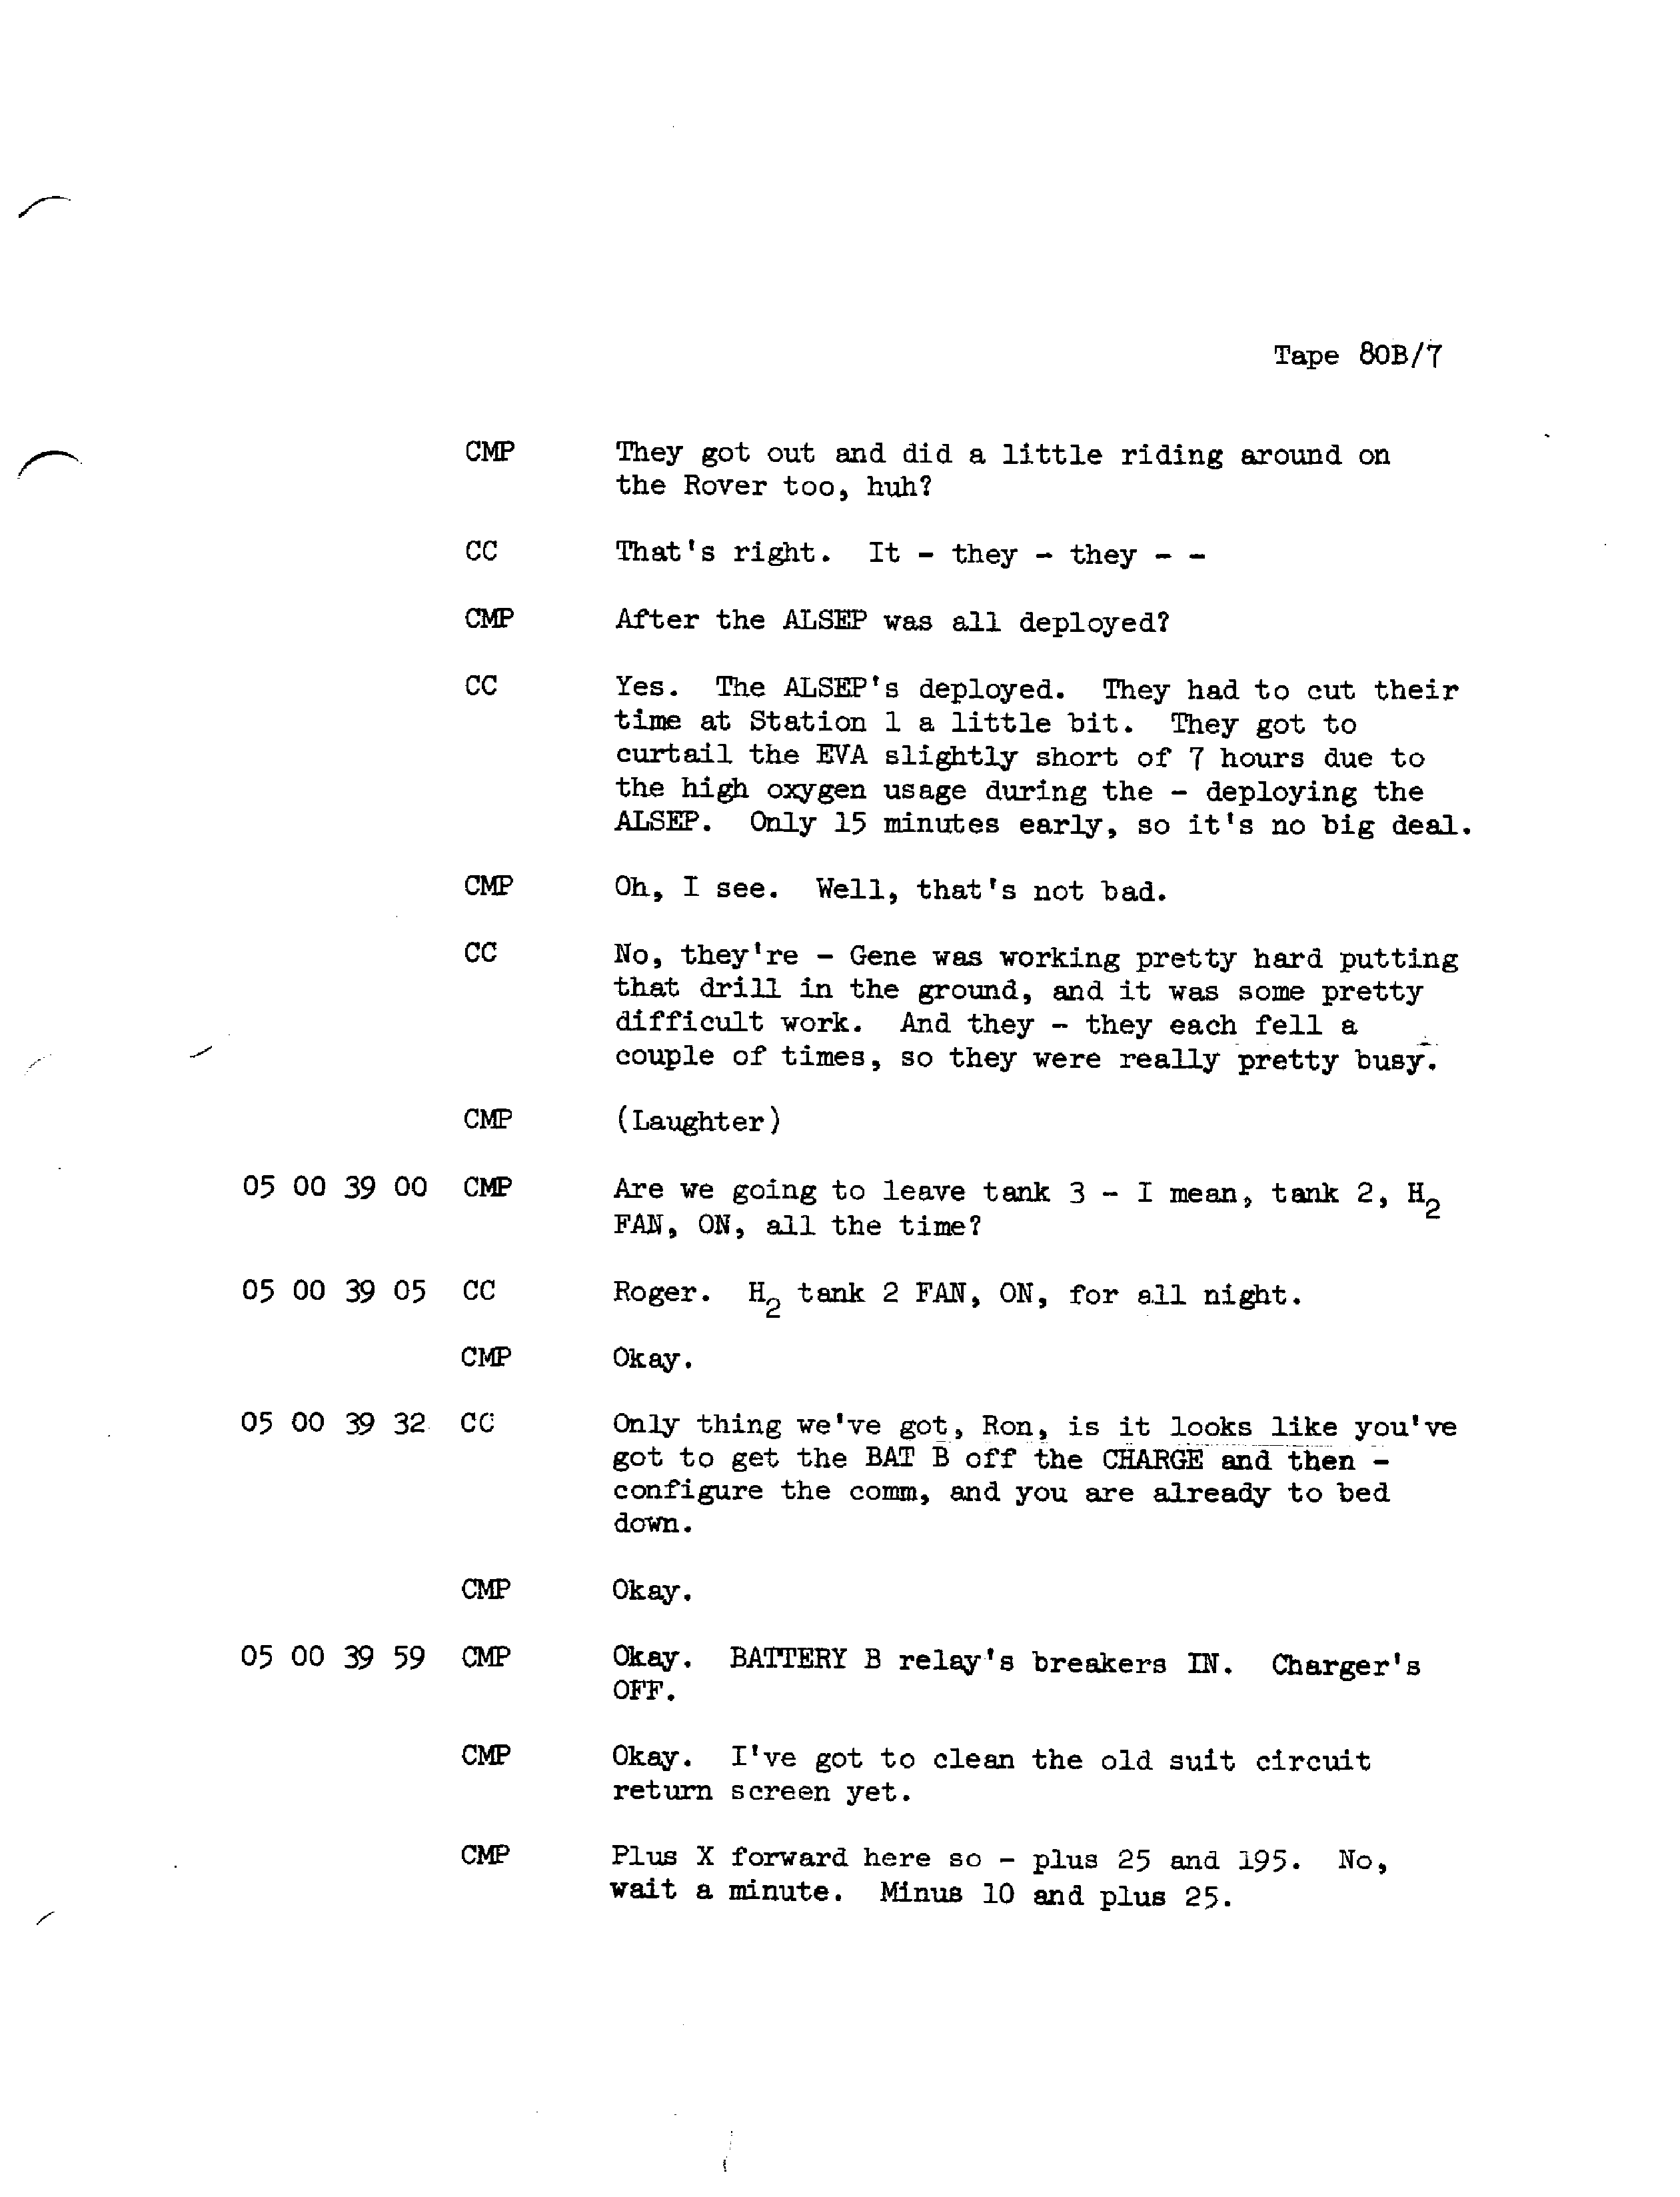 Tape 80B/7
CMP They got out and did a little riding around on
the Rover too, huh?
CC That's right. It - they - they - -
CMP After the ALSEP was all deployed?
CC Yes. The ALSEP's deployed. They had to cut their
time at Station 1 a little bit. They got to
curtail the EVA slightly short of 7 hours due to
the high oxygen usage during the - deploying the
ALSEP. Only 15 minutes early, so it's no big deal.
CMP Oh, I see. Well, that's not bad.
CC No, they're - Gene was working pretty hard putting
that drill in the ground, and it was some pretty
difficult work. And they - they each fell a
couple of times, so they were really pretty busy.
CMP (Laughter)
05 00 39 00 CMP Are we going to leave tank 3 - I mean, tank 2, H2
FAN, ON, all the time?
05 00 39 05 CC Roger. H2 tank 2 FAN, ON, for all night.
CMP Okay.
05 00 39 32 CC Only thing we've got, Ron, is it looks like you've
got to get the BAT B off the CHARGE and then -
configure the comm, and you are already to bed
down.
CMP Okay.
05 00 39 59 CMP Okay. BATTERY B relay's breakers IN. Charger's
OFF.
CMP Okay. I've got to clean the old suit circuit
return screen yet.
CMP Plus X forward here so - plus 25 and 195. No,
wait a minute. Minus 10 and plus 25.